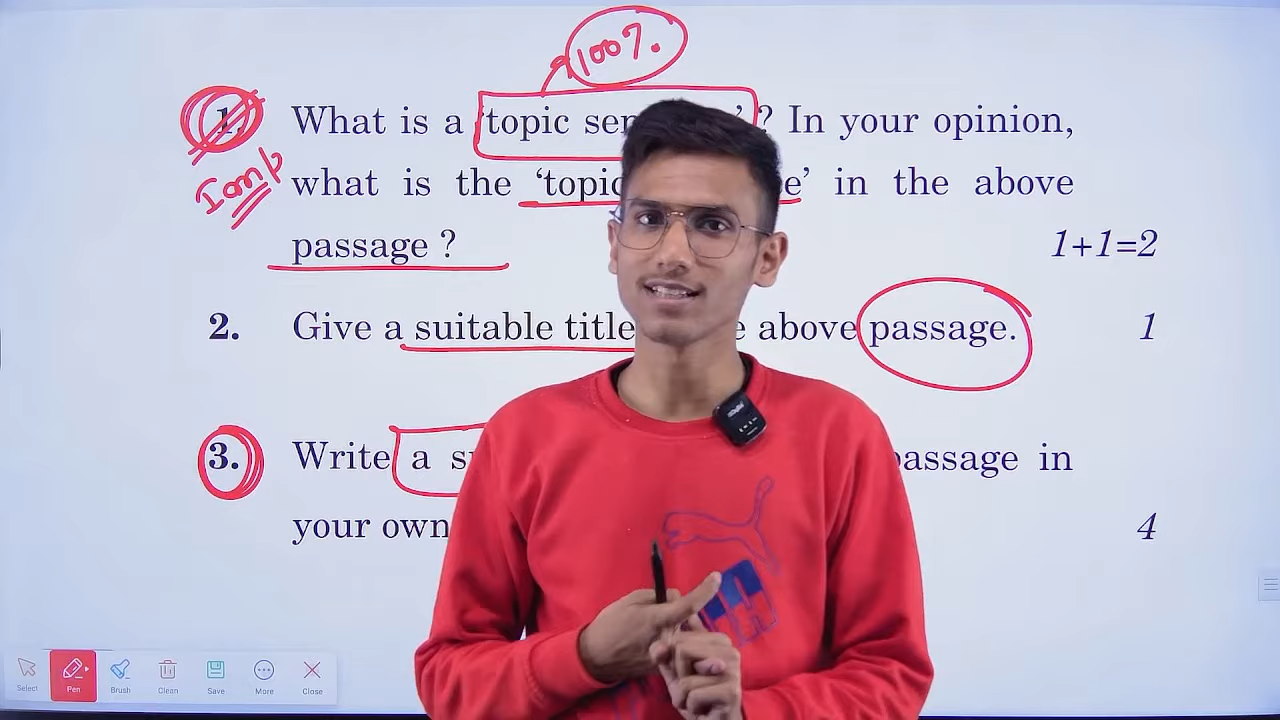 100%.
1. What is a 'topic sen ' ? In your opinion,
Imp
what is the 'topic e' in the above
passage ? 1+1=2
2. Give a suitable title e above passage. 1
3. Write a s passage in
your own 4
Select Pen Brush Clean Save More Close